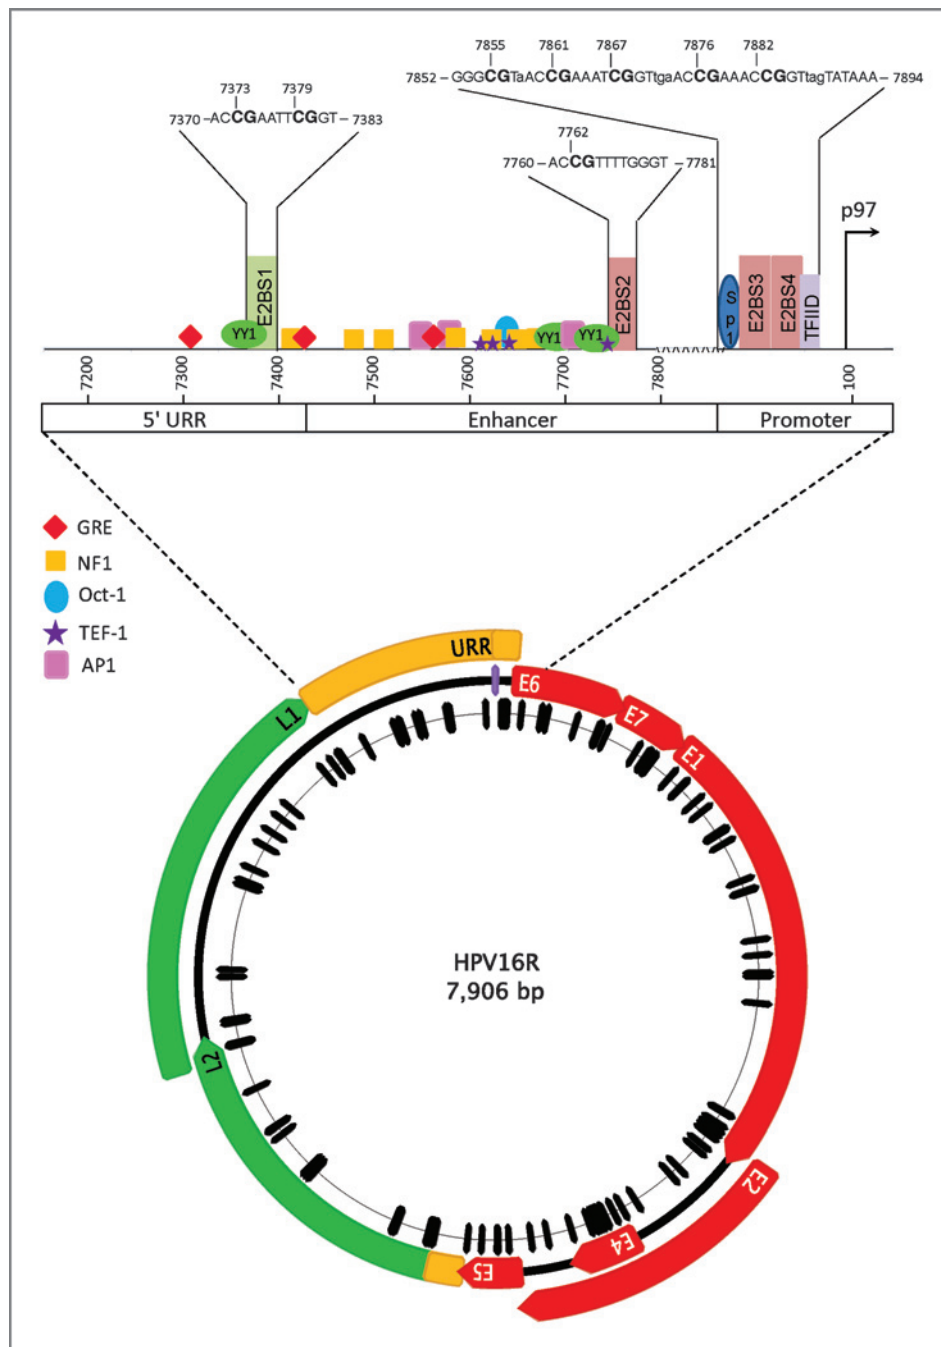 7855 7861 7867 7876 7882
7852 – GGGCGTaACCGAAATCGGTtgaACCGAAACCGGTtagTATAAA – 7894
7373 7379
7370 –ACCGAATTCGGT– 7383
7762
7760 – ACCGTTTTGGGT – 7781
p97
E2BS1
E2BS2
E2BS3
E2BS4
TFIID
Sp1
YY1
YY1
YY1
7200 7300 7400 7500 7600 7700 7800 100
5' URR Enhancer Promoter
GRE
NF1
Oct-1
TEF-1
AP1
URR
E6
E7
E1
L1
HPV16R
7,906 bp
L2
E2
E4
E5